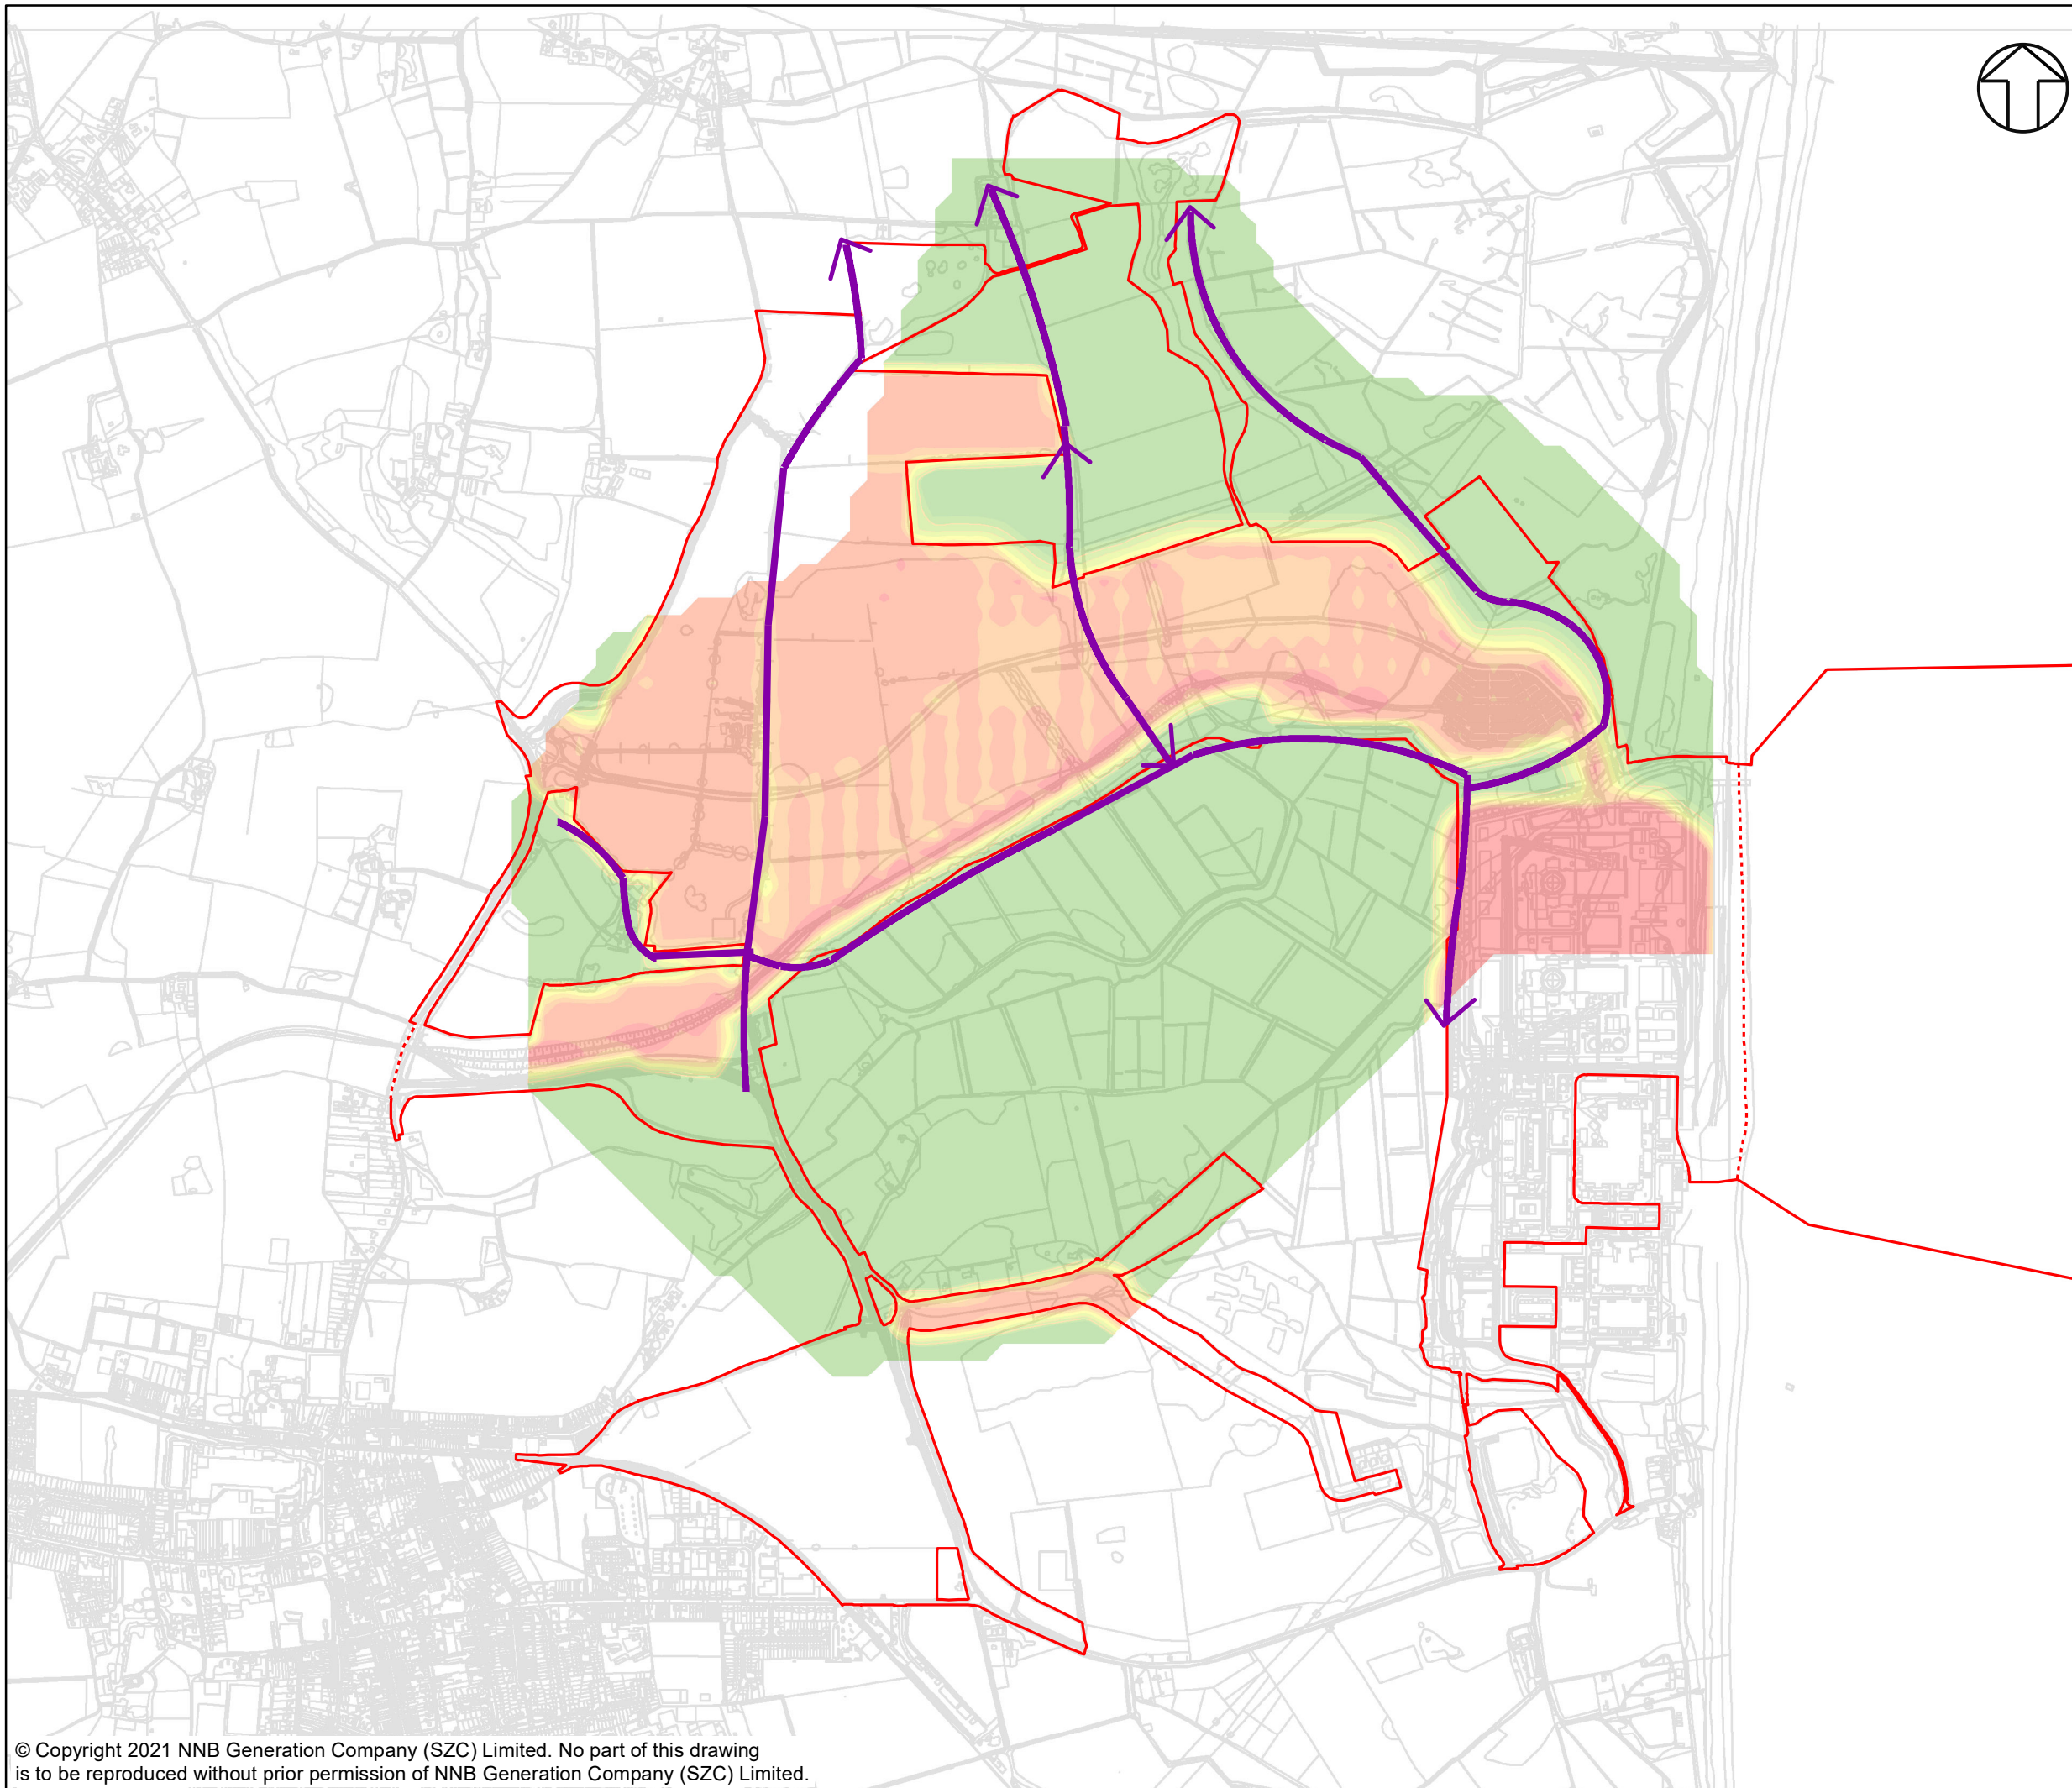 © Copyright 2021 NNB Generation Company (SZC) Limited. No part of this drawing
is to be reproduced without prior permission of NNB Generation Company (SZC) Limited.